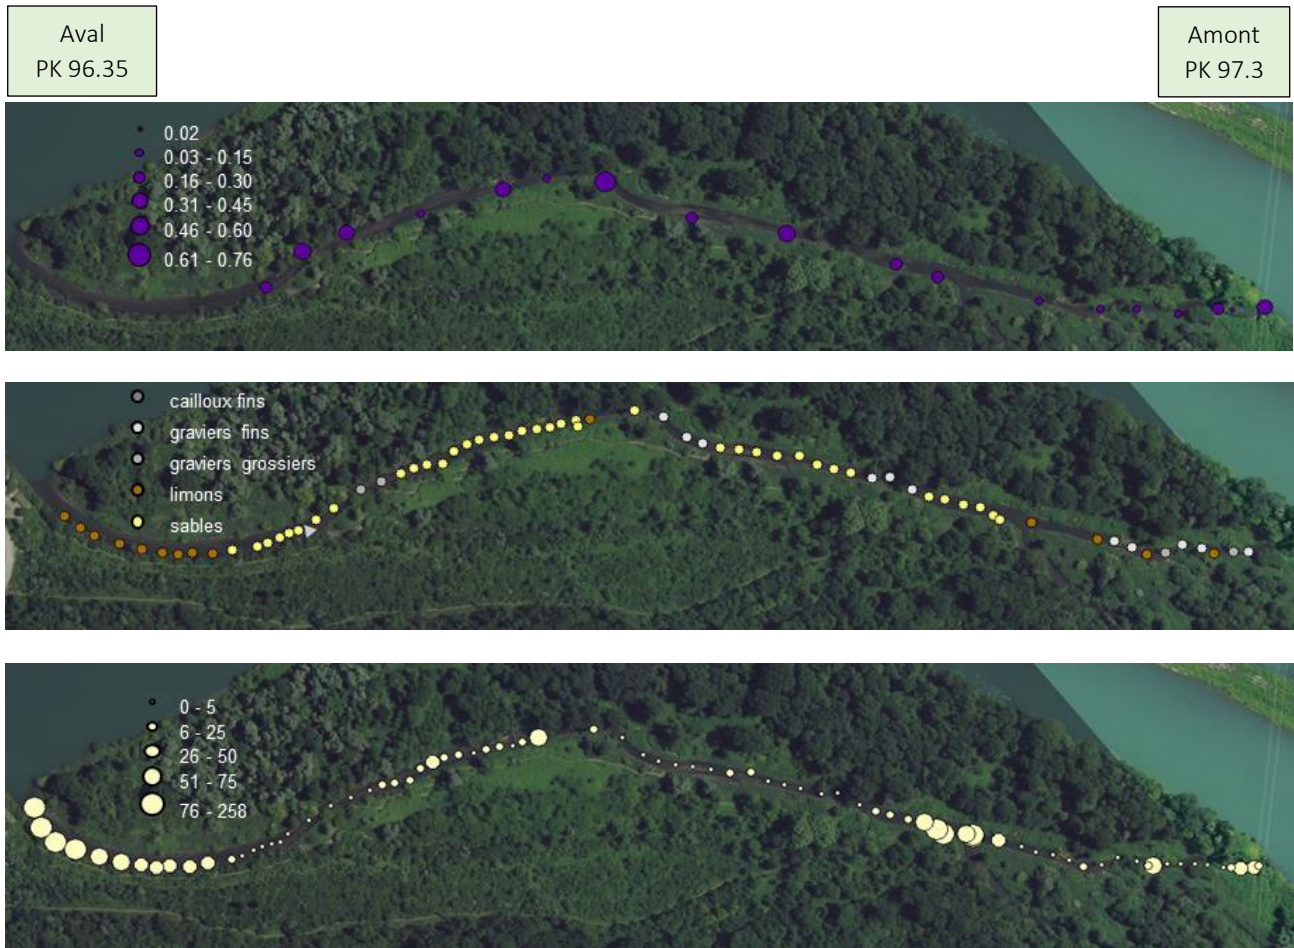 Aval
PK 96.35
Amont
PK 97.3
0.02
0.03 - 0.15
0.16 - 0.30
0.31 - 0.45
0.46 - 0.60
0.61 - 0.76
cailloux fins
graviers fins
graviers grossiers
limons
sables
0 - 5
6 - 25
26 - 50
51 - 75
76 - 258